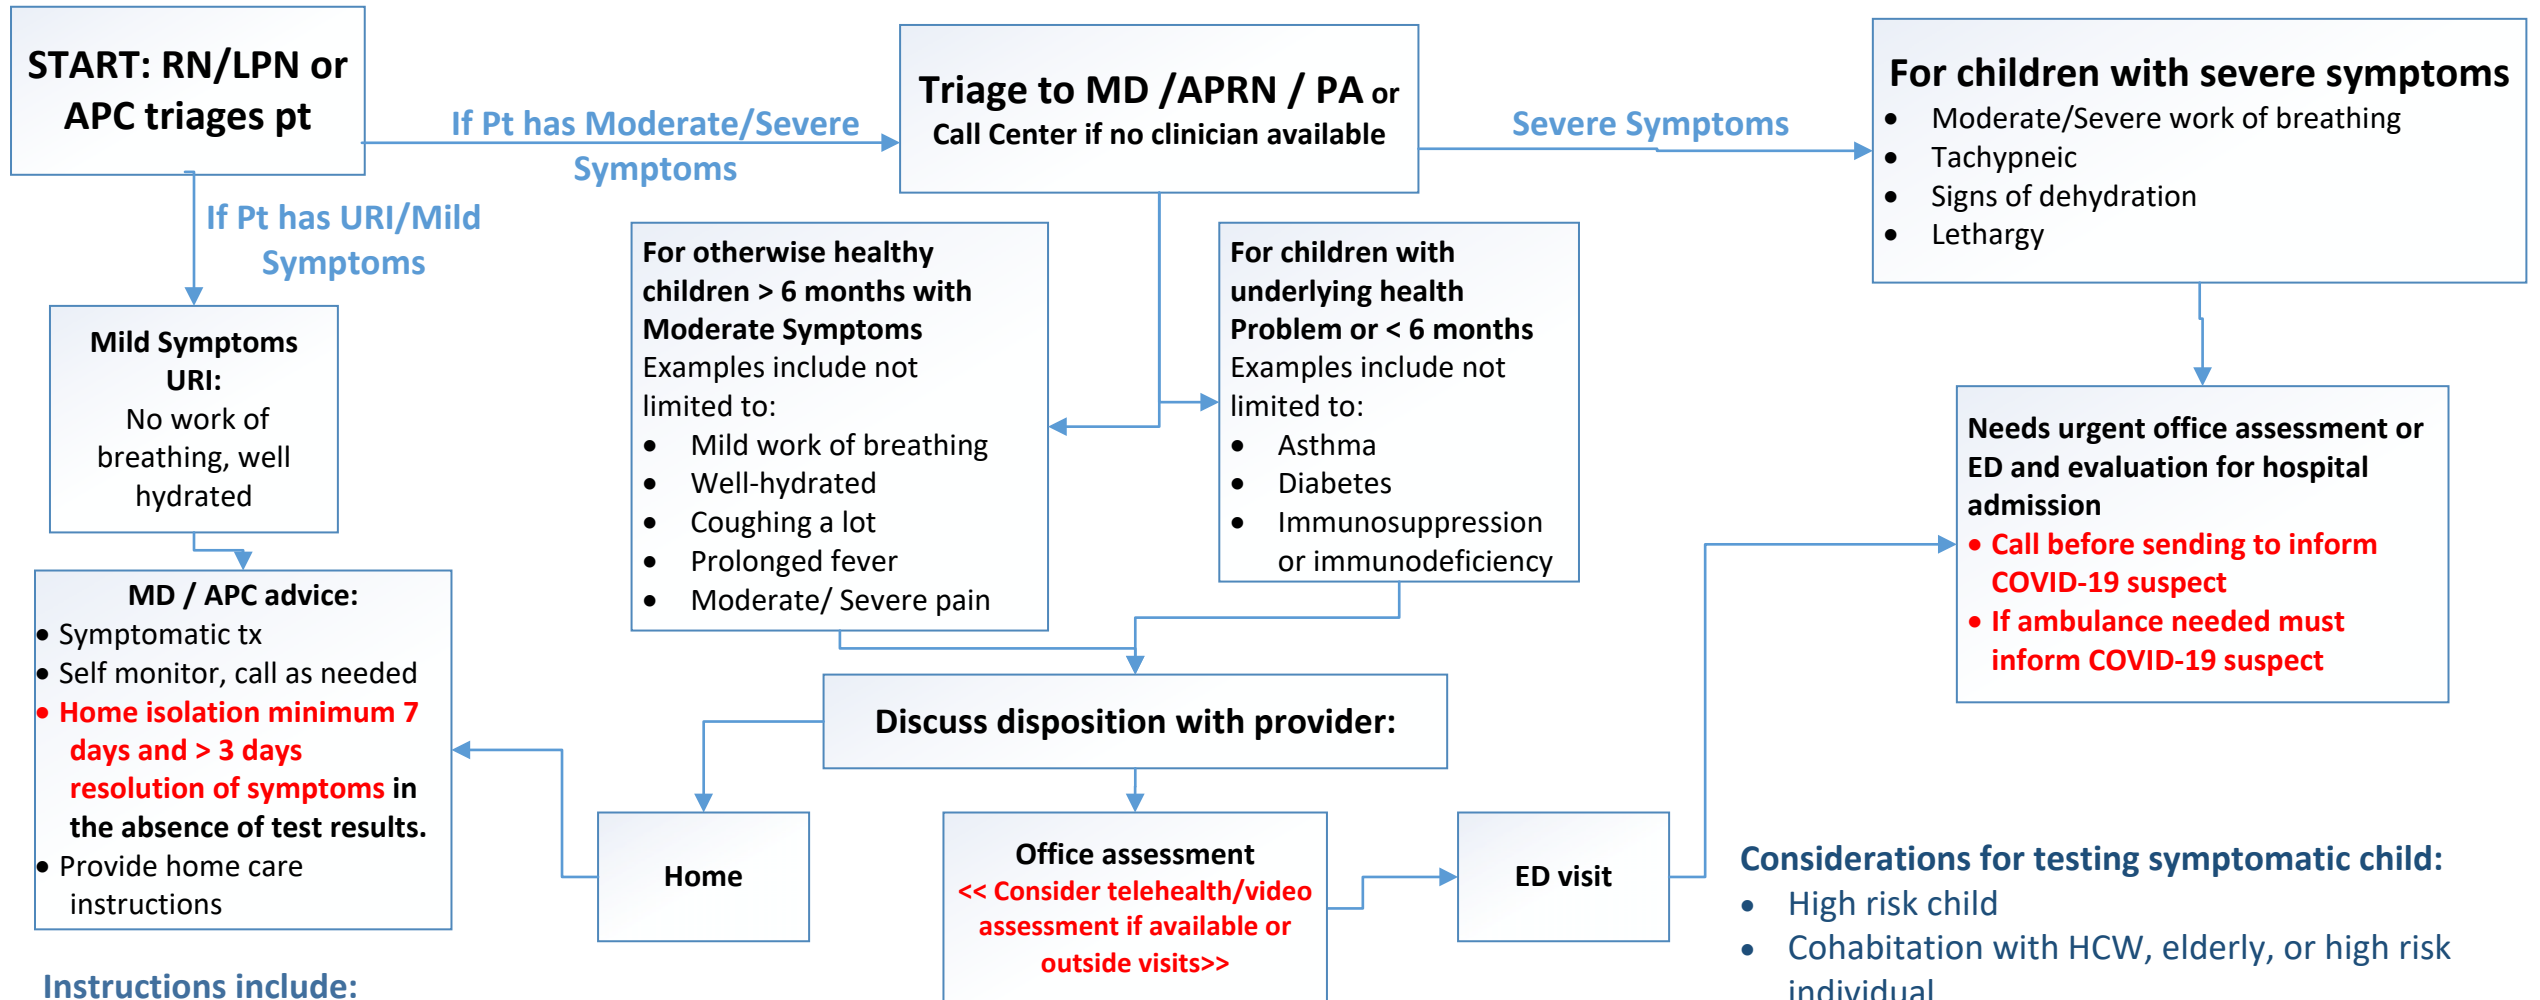 START: RN/LPN or
APC triages pt
If Pt has Moderate/Severe
Symptoms
Triage to MD /APRN / PA or
Call Center if no clinician available
Severe Symptoms
For children with severe symptoms
• Moderate/Severe work of breathing
• Tachypneic
• Signs of dehydration
• Lethargy
If Pt has URI/Mild
Symptoms
Mild Symptoms
URI:
No work of
breathing, well
hydrated
For otherwise healthy
children > 6 months with
Moderate Symptoms
Examples include not
limited to:
• Mild work of breathing
• Well-hydrated
• Coughing a lot
• Prolonged fever
• Moderate/ Severe pain
For children with
underlying health
Problem or < 6 months
Examples include not
limited to:
• Asthma
• Diabetes
• Immunosuppression
or immunodeficiency
Needs urgent office assessment or
ED and evaluation for hospital
admission
• Call before sending to inform
COVID-19 suspect
• If ambulance needed must
inform COVID-19 suspect
MD / APC advice:
• Symptomatic tx
• Self monitor, call as needed
• Home isolation minimum 7
days and > 3 days
resolution of symptoms in
the absence of test results.
• Provide home care
instructions
Discuss disposition with provider:
Home
Office assessment
<< Consider telehealth/video
assessment if available or
outside visits>>
ED visit
Considerations for testing symptomatic child:
• High risk child
• Cohabitation with HCW, elderly, or high risk
individual
Instructions include: